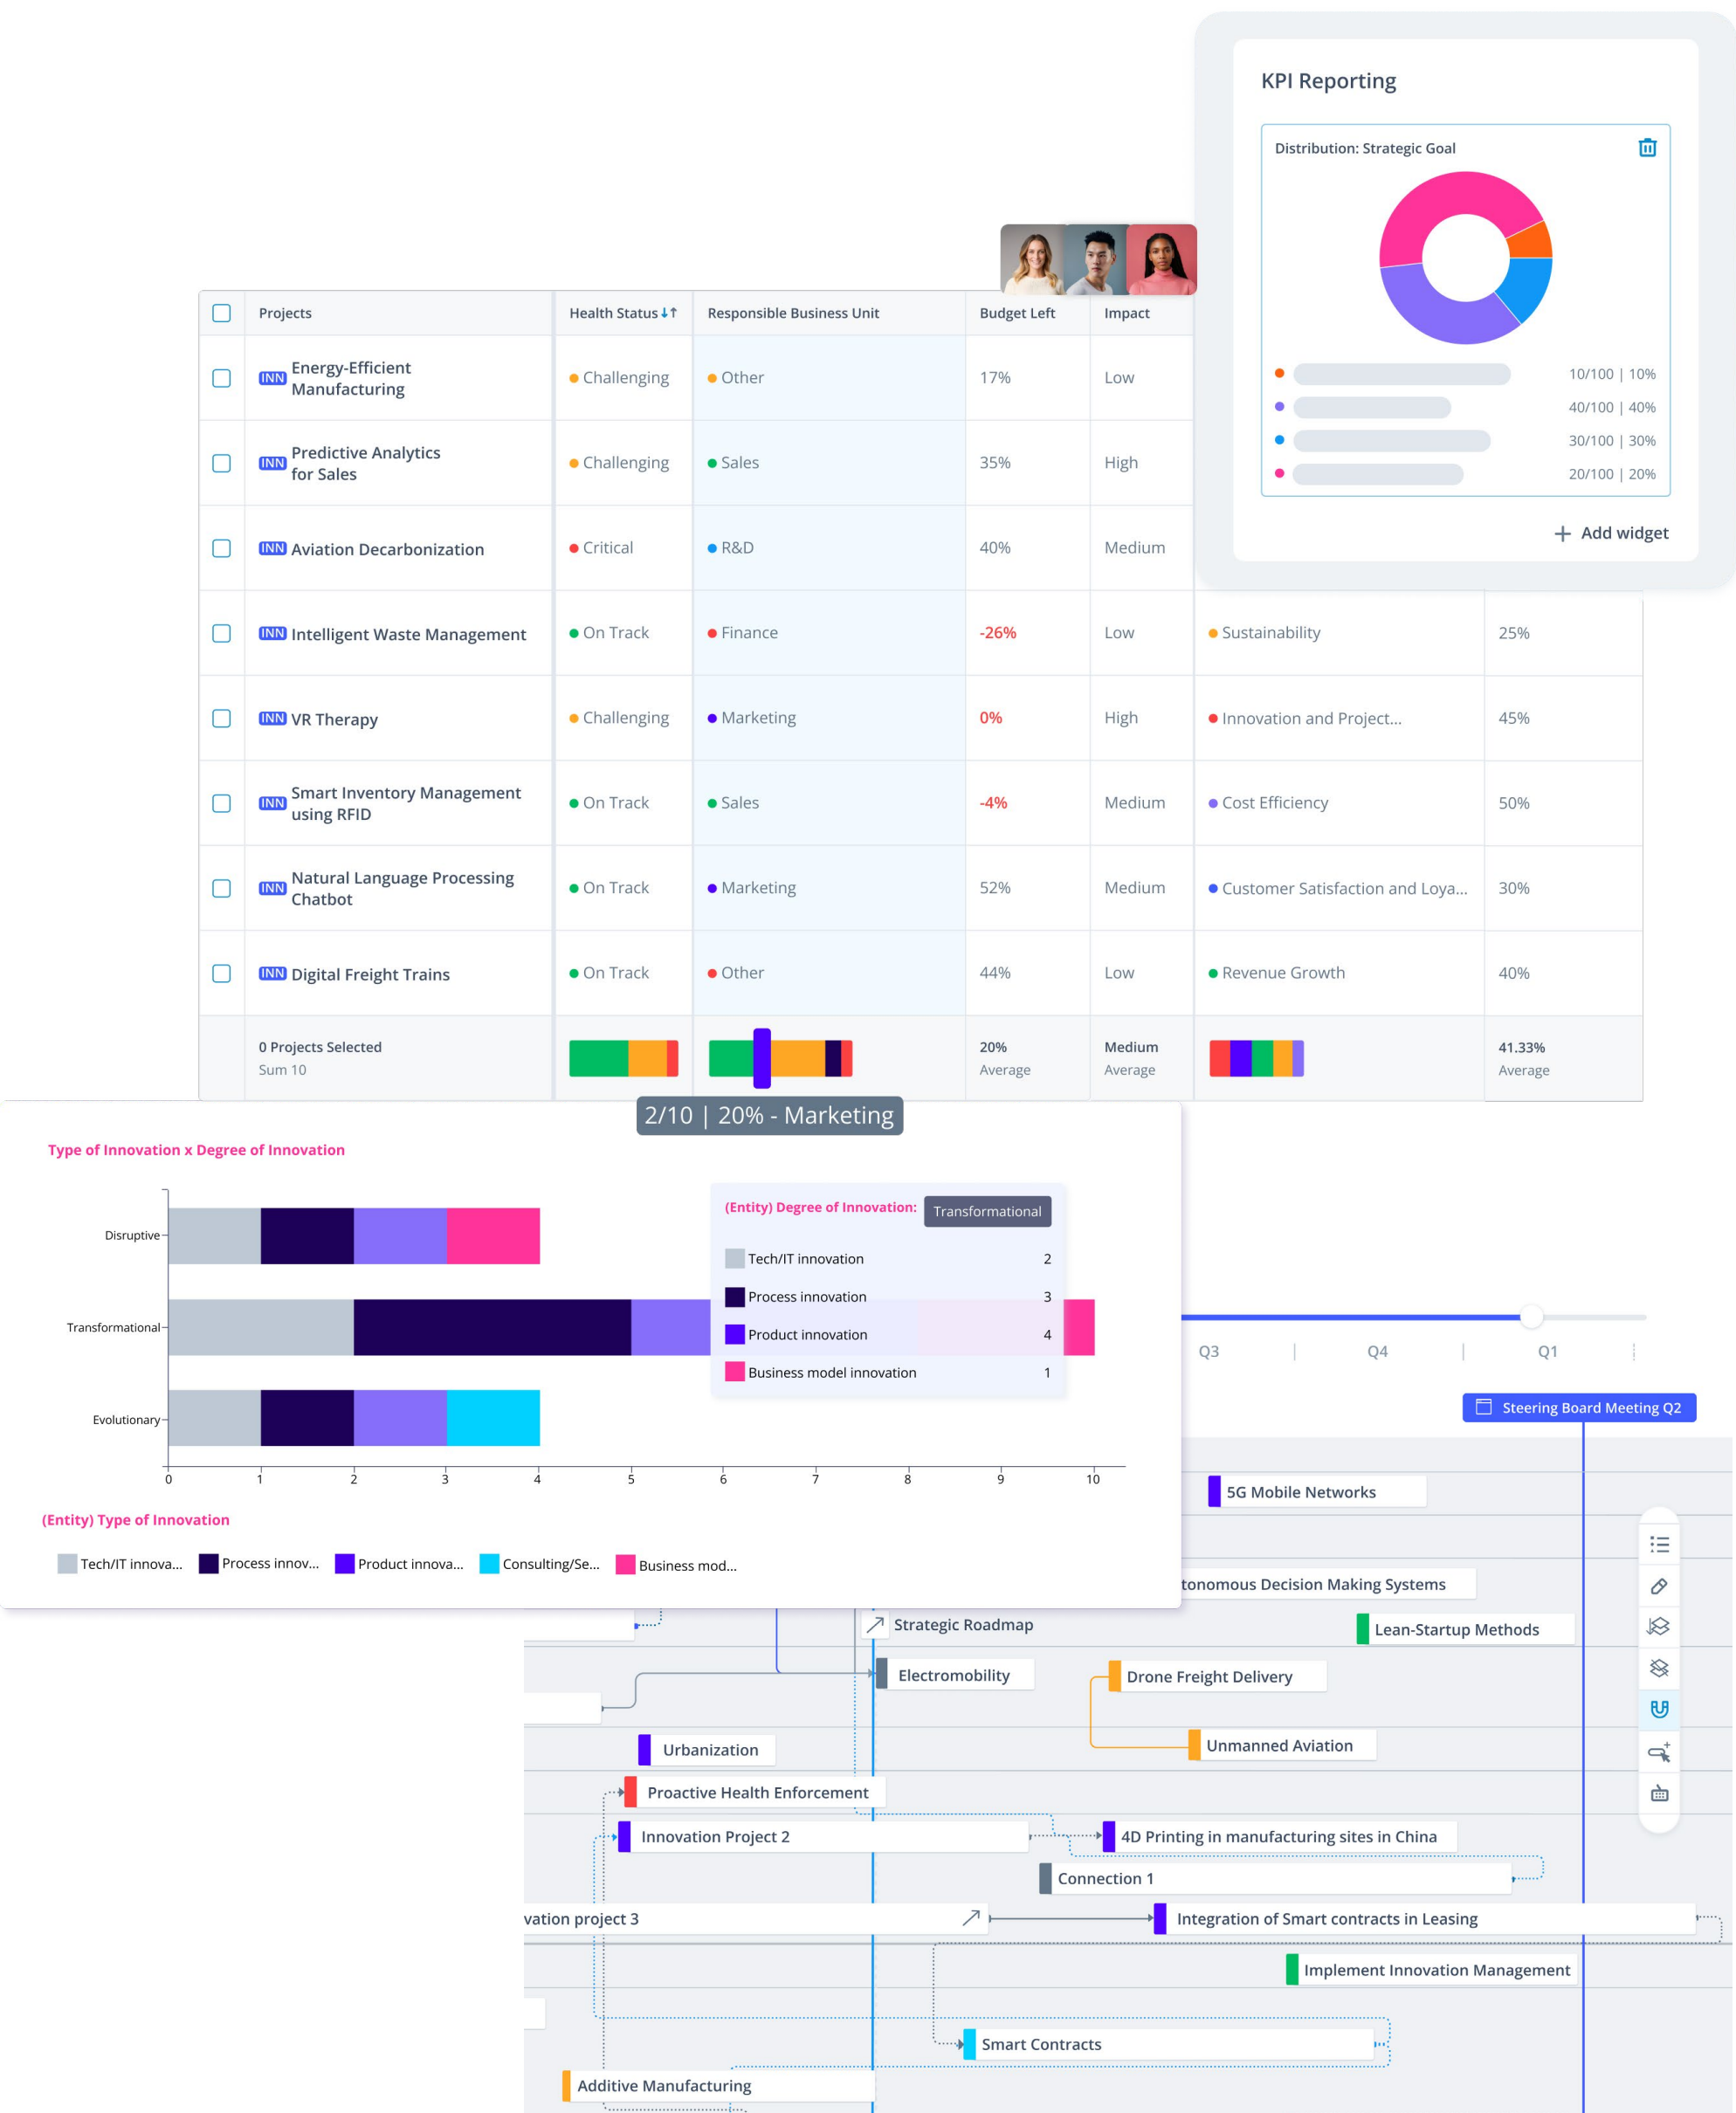 KPI Reporting
Distribution: Strategic Goal
10/100 | 10%
40/100 | 40%
30/100 | 30%
20/100 | 20%
+ Add widget
Projects Health Status Responsible Business Unit Budget Left Impact
INN Energy-Efficient
Manufacturing
Challenging Other 17% Low
INN Predictive Analytics
for Sales
Challenging Sales 35% High
INN Aviation Decarbonization Critical R&D 40% Medium
INN Intelligent Waste Management On Track Finance -26% Low Sustainability 25%
INN VR Therapy Challenging Marketing 0% High Innovation and Project... 45%
INN Smart Inventory Management
using RFID
On Track Sales -4% Medium Cost Efficiency 50%
INN Natural Language Processing
Chatbot
On Track Marketing 52% Medium Customer Satisfaction and Loya... 30%
INN Digital Freight Trains On Track Other 44% Low Revenue Growth 40%
0 Projects Selected 20% Medium 41.33%
Sum 10 Average Average Average
2/10 | 20% - Marketing
Type of Innovation x Degree of Innovation
Disruptive
Transformational
Evolutionary
(Entity) Degree of Innovation: Transformational
Tech/IT innovation 2
Process innovation 3
Product innovation 4
Business model innovation 1
0 1 2 3 4 5 6 7 8 9 10
(Entity) Type of Innovation
Tech/IT innova... Process innov... Product innova... Consulting/Se... Business mod...
Q3 | Q4 | Q1
Steering Board Meeting Q2
5G Mobile Networks
tonomous Decision Making Systems
Strategic Roadmap
Lean-Startup Methods
Electromobility
Drone Freight Delivery
Urbanization
Unmanned Aviation
Proactive Health Enforcement
Innovation Project 2
4D Printing in manufacturing sites in China
Connection 1
vation project 3
Integration of Smart contracts in Leasing
Implement Innovation Management
Smart Contracts
Additive Manufacturing